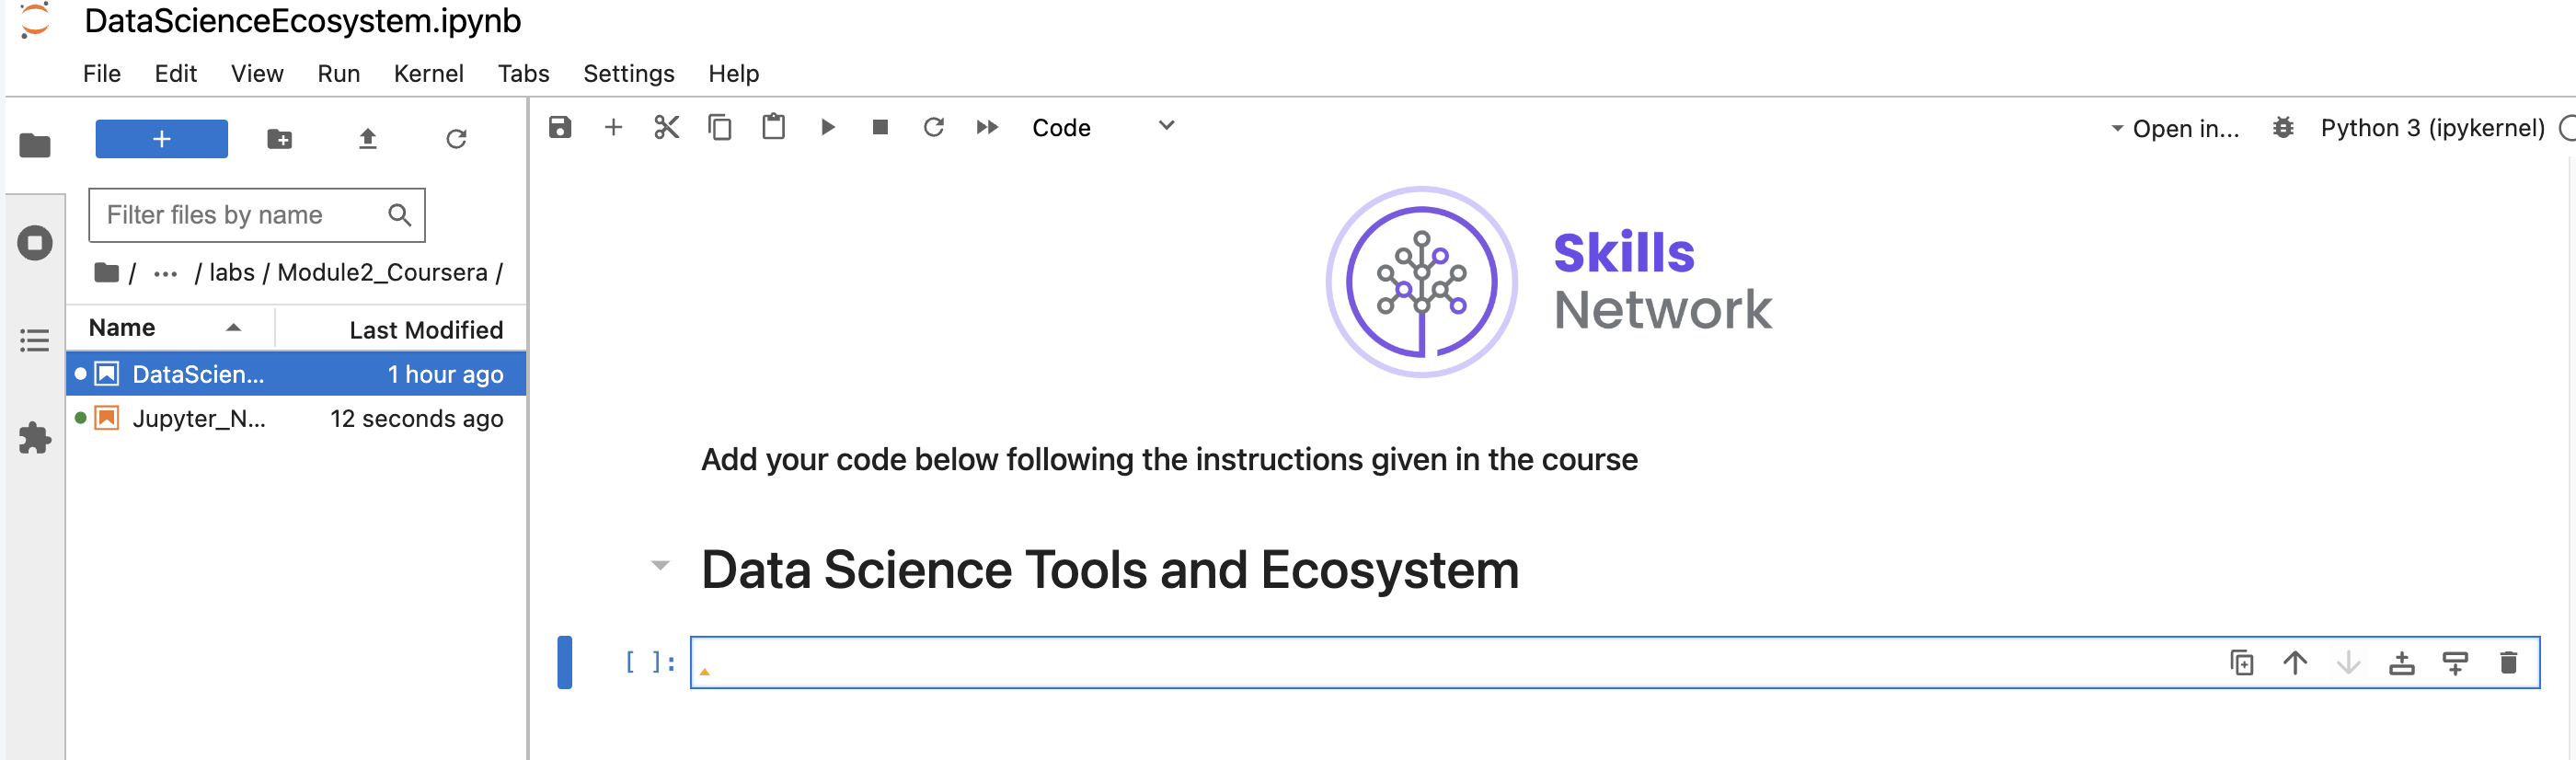 DataScienceEcosystem.ipynb
File Edit View Run Kernel Tabs Settings Help
+
Code
Open in...
Python 3 (ipykernel)
Filter files by name
/ ... / labs / Module2_Coursera /
Name Last Modified
DataScien... 1 hour ago
Jupyter_N... 12 seconds ago
Skills
Network
Add your code below following the instructions given in the course
Data Science Tools and Ecosystem
[ ]: